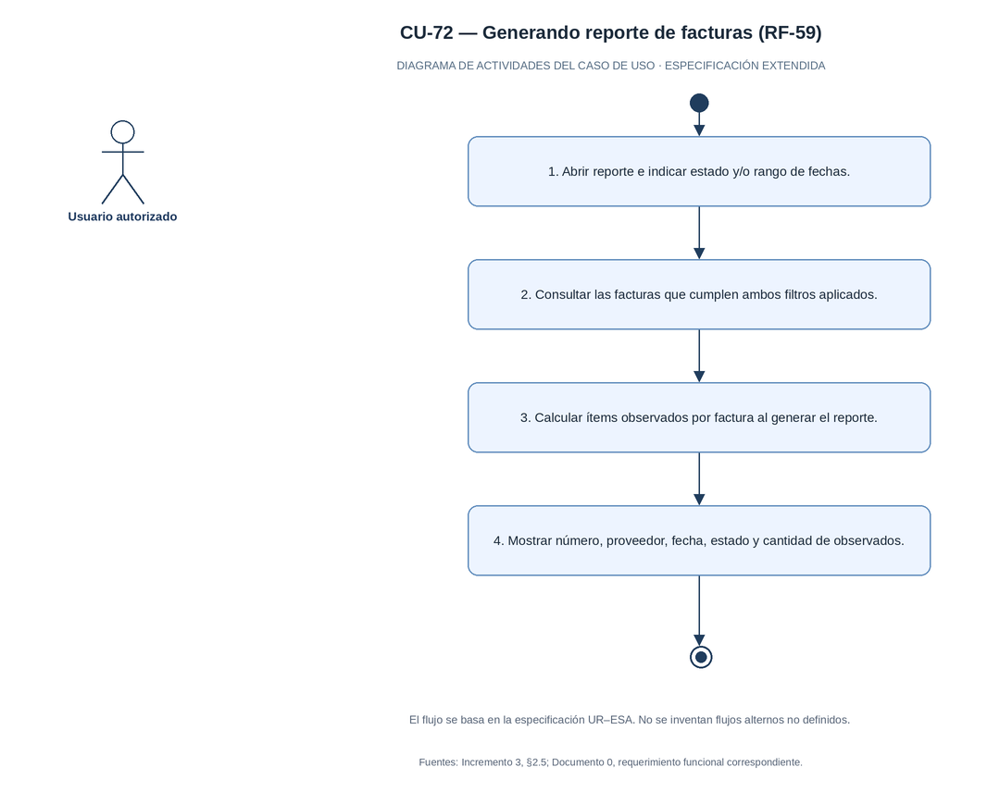 CU-72 — Generando reporte de facturas (RF-59)
DIAGRAMA DE ACTIVIDADES DEL CASO DE USO · ESPECIFICACIÓN EXTENDIDA
Usuario autorizado
1. Abrir reporte e indicar estado y/o rango de fechas.
2. Consultar las facturas que cumplen ambos filtros aplicados.
3. Calcular ítems observados por factura al generar el reporte.
4. Mostrar número, proveedor, fecha, estado y cantidad de observados.
El flujo se basa en la especificación UR–ESA. No se inventan flujos alternos no definidos.
Fuentes: Incremento 3, §2.5; Documento 0, requerimiento funcional correspondiente.